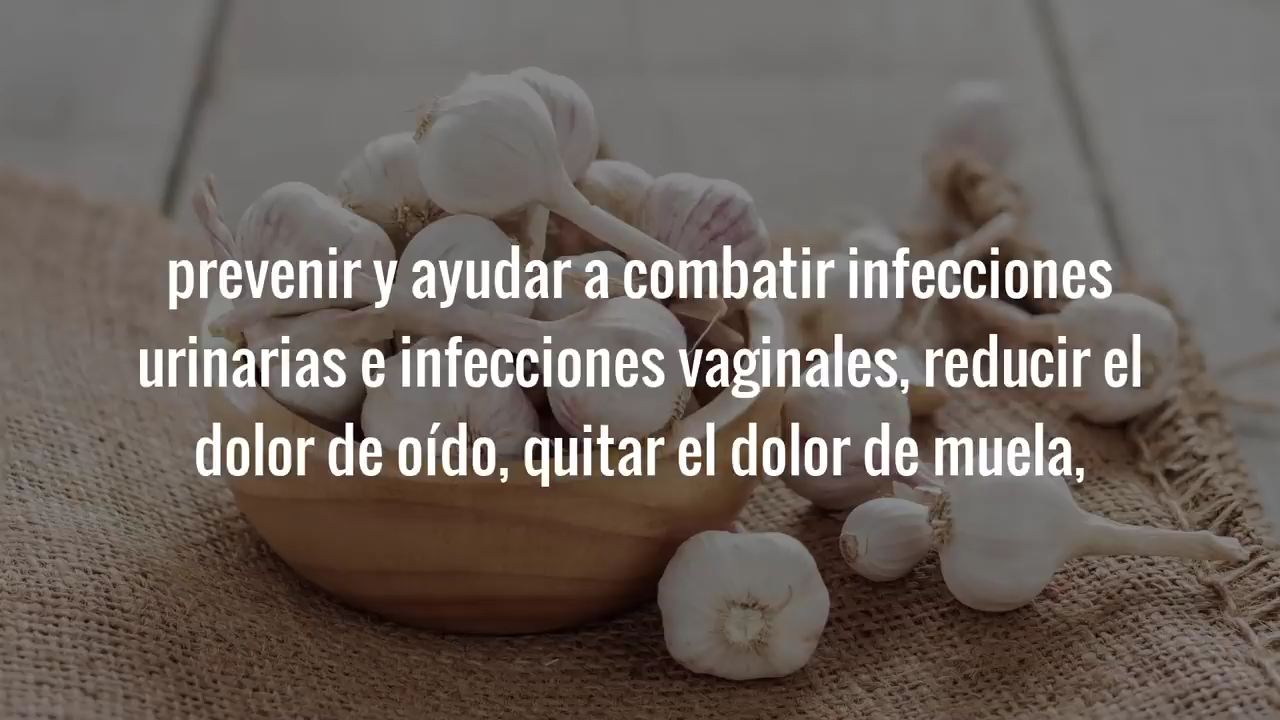 prevenir y ayudar a combatir infecciones
urinarias e infecciones vaginales, reducir el
dolor de oído, quitar el dolor de muela,